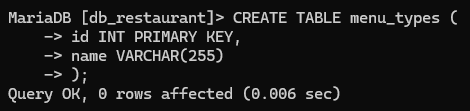 MariaDB [db_restaurant]> CREATE TABLE menu_types (
    -> id INT PRIMARY KEY,
    -> name VARCHAR(255)
    -> );
Query OK, 0 rows affected (0.006 sec)